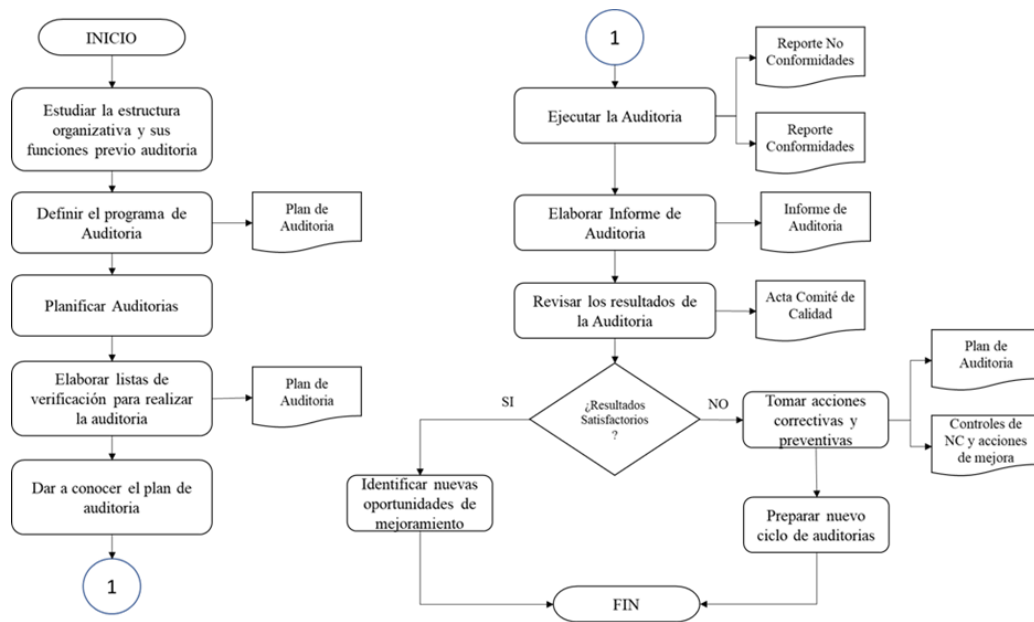 INICIO
Estudiar la estructura
organizativa y sus
funciones previo auditoria
Definir el programa de
Auditoria
Plan de
Auditoria
Planificar Auditorias
Elaborar listas de
verificación para realizar
la auditoria
Plan de
Auditoria
Dar a conocer el plan de
auditoria
1
1
Ejecutar la Auditoria
Reporte No
Conformidades
Reporte
Conformidades
Elaborar Informe de
Auditoria
Informe de
Auditoria
Revisar los resultados de
la Auditoria
Acta Comité de
Calidad
¿Resultados
Satisfactorios
?
SI
NO
Tomar acciones
correctivas y
preventivas
Plan de
Auditoria
Controles de
NC y acciones
de mejora
Identificar nuevas
oportunidades de
mejoramiento
Preparar nuevo
ciclo de auditorias
FIN